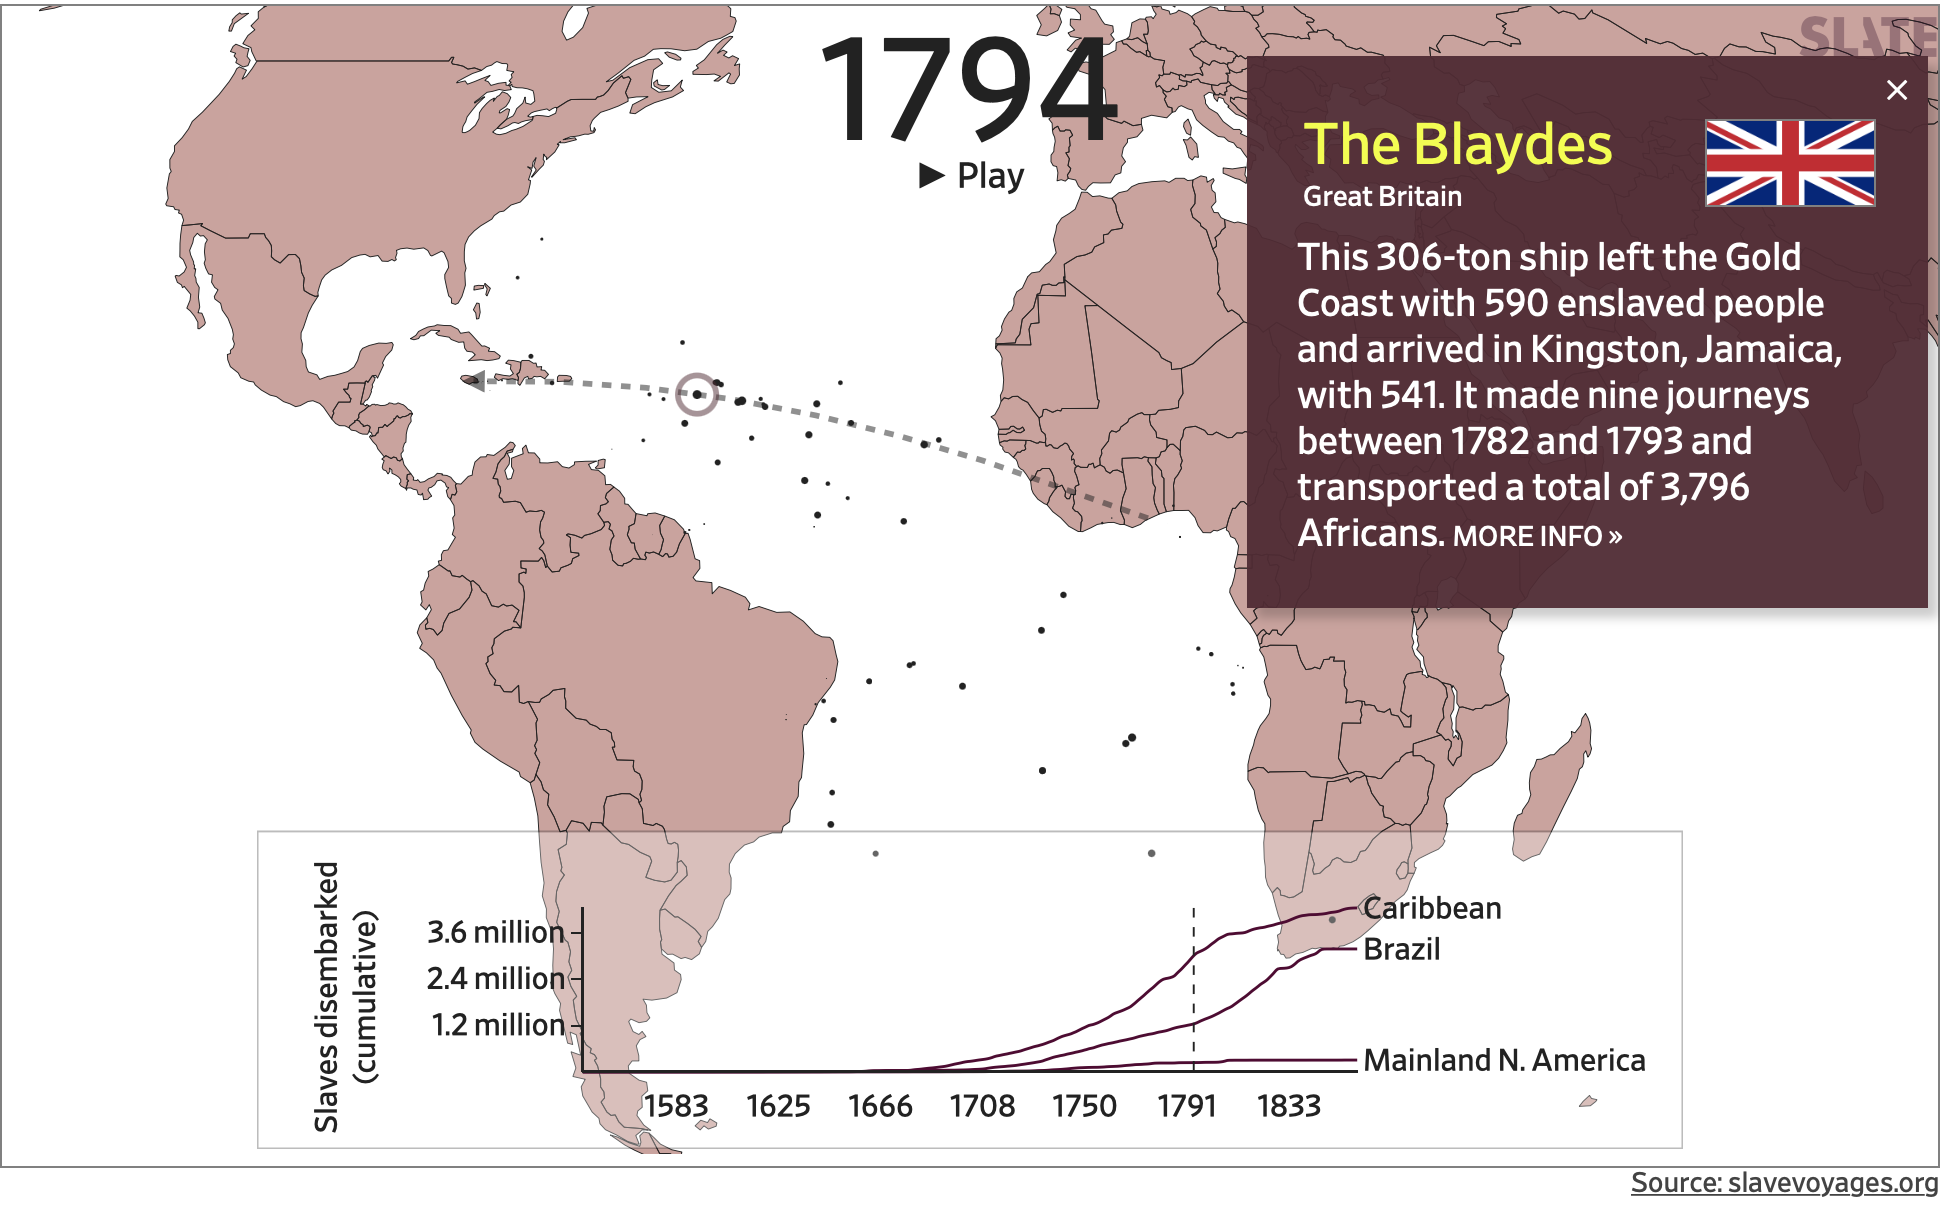 SLATE
1794
▶ Play
×
The Blaydes
Great Britain
This 306-ton ship left the Gold
Coast with 590 enslaved people
and arrived in Kingston, Jamaica,
with 541. It made nine journeys
between 1782 and 1793 and
transported a total of 3,796
Africans. MORE INFO »
Slaves disembarked
(cumulative)
3.6 million
2.4 million
1.2 million
Caribbean
Brazil
Mainland N. America
1583 1625 1666 1708 1750 1791 1833
Source: slavevoyages.org